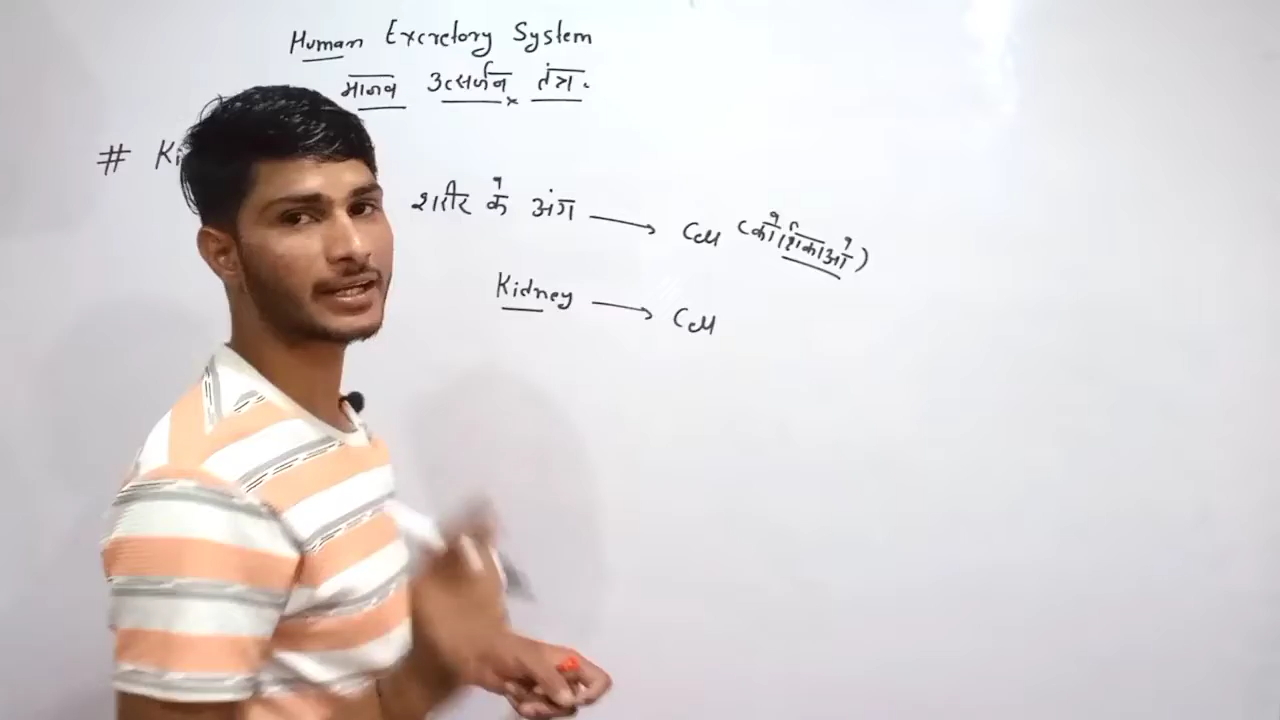 Human Excretory System
मानव उत्सर्जन तंत्र.
# Ki
शरीर के अंग → Cell (कोशिकाओं)
Kidney → Cell